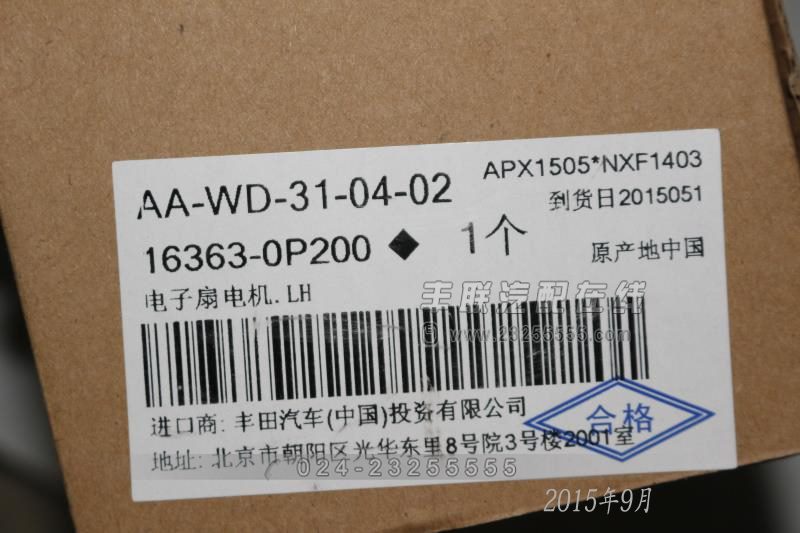 AA-WD-31-04-02
APX1505*NXF1403
到货日2015051
16363-0P200 ◆ 1个
原产地中国
电子扇电机.LH
丰联汽配在线
www.23255555.com
进口商: 丰田汽车(中国)投资有限公司
合格
地址: 北京市朝阳区光华东里8号院3号楼2001室
024-23255555
2015年9月